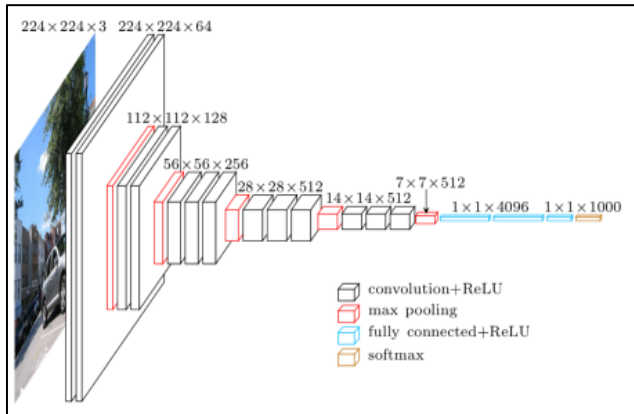 224×224×3
224×224×64
112×112×128
56×56×256
28×28×512
14×14×512
7×7×512
1×1×4096
1×1×1000
convolution+ReLU
max pooling
fully connected+ReLU
softmax